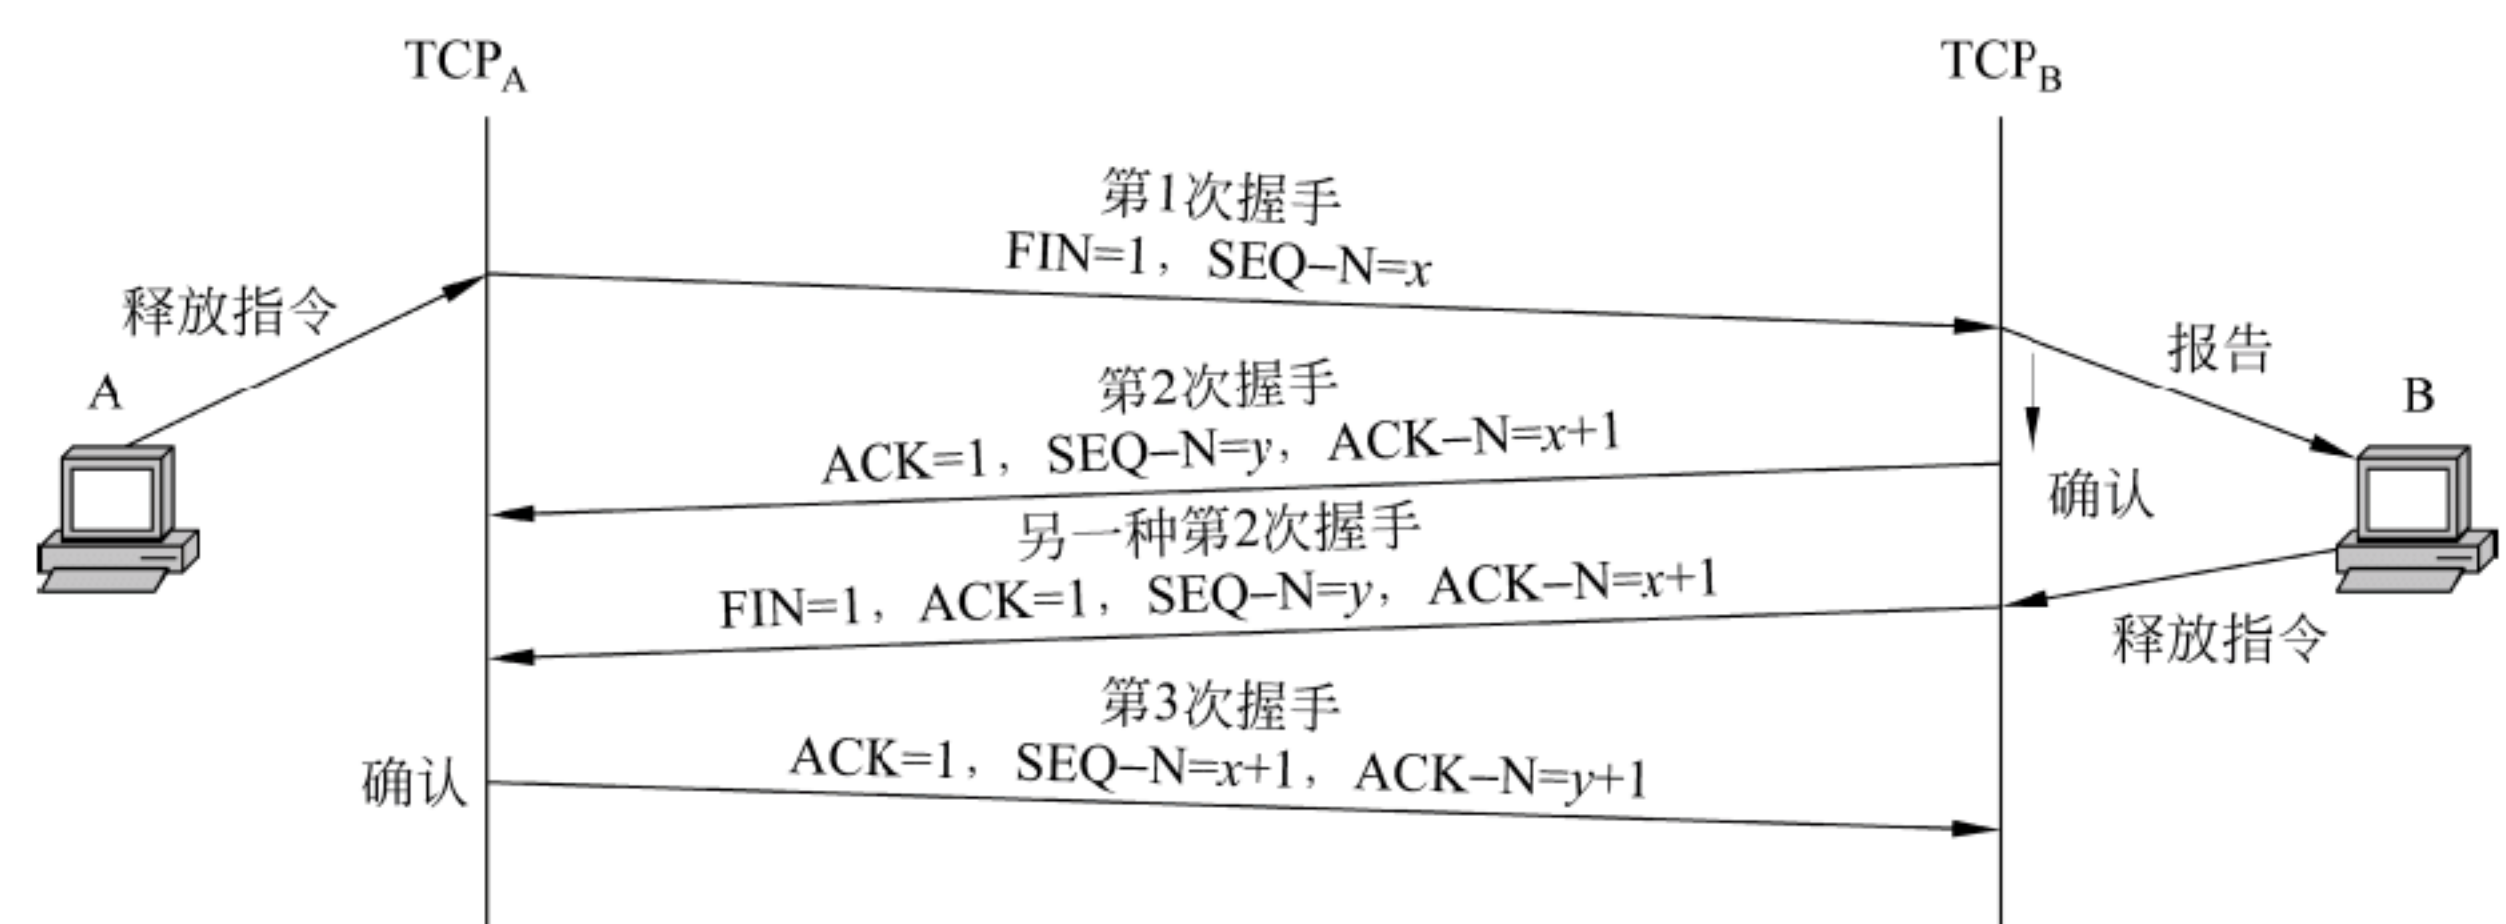 TCPA
TCPB
第1次握手
FIN=1，SEQ–N=x
释放指令
报告
A
B
第2次握手
ACK=1，SEQ–N=y，ACK–N=x+1
确认
另一种第2次握手
FIN=1，ACK=1，SEQ–N=y，ACK–N=x+1
释放指令
第3次握手
ACK=1，SEQ–N=x+1，ACK–N=y+1
确认